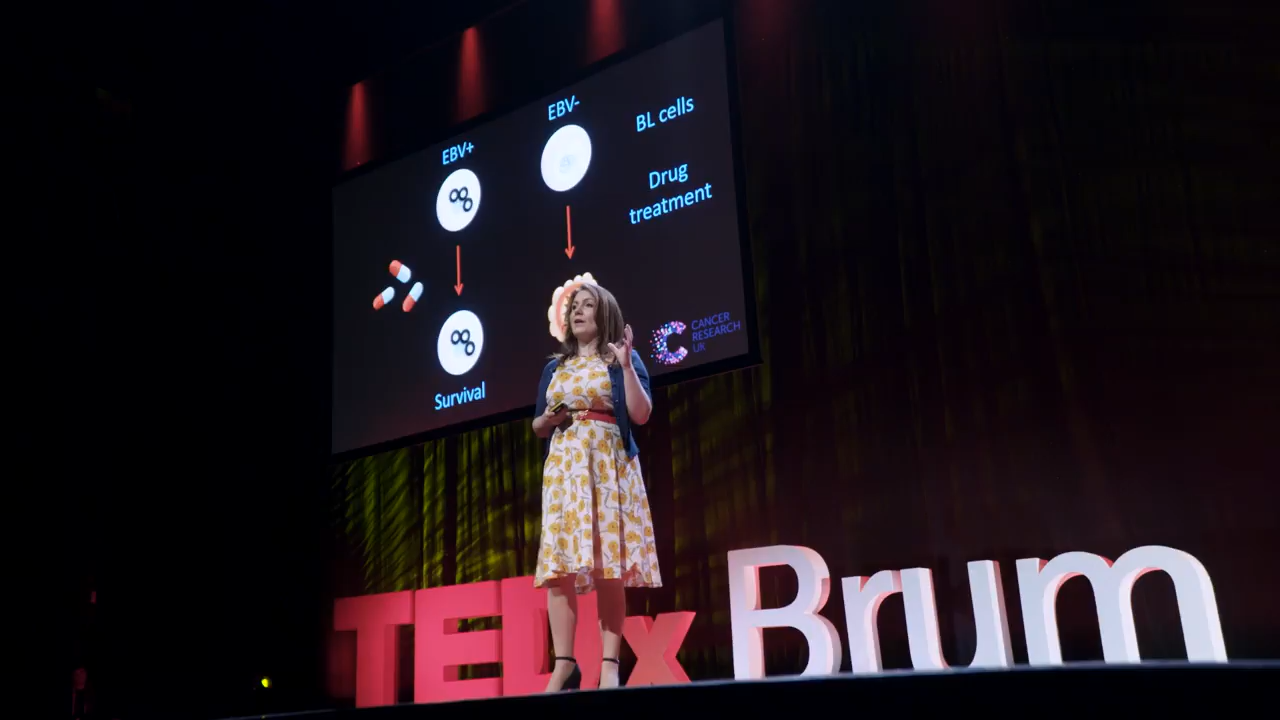 EBV+
EBV-
BL cells
Drug
treatment
Survival
CANCER
RESEARCH
UK
TEDx Brum